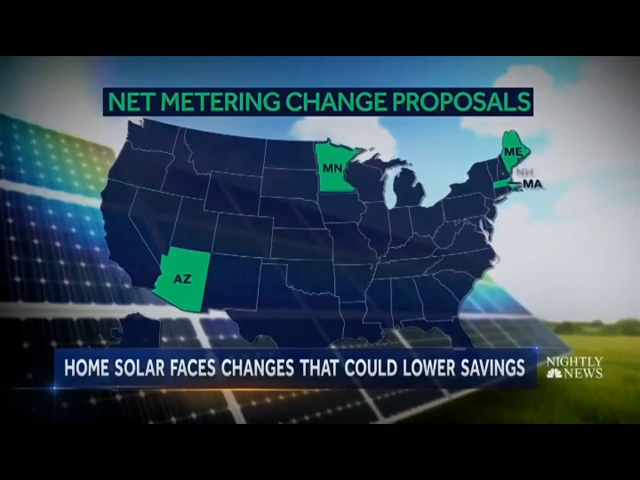 NET METERING CHANGE PROPOSALS
MN
ME
NH
MA
AZ
HOME SOLAR FACES CHANGES THAT COULD LOWER SAVINGS
NIGHTLY
NEWS